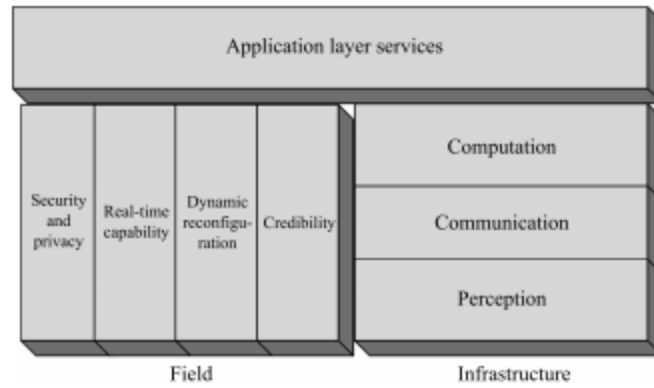 Application layer services
Security
and
privacy
Real-time
capability
Dynamic
reconfigu-
ration
Credibility
Computation
Communication
Perception
Field
Infrastructure